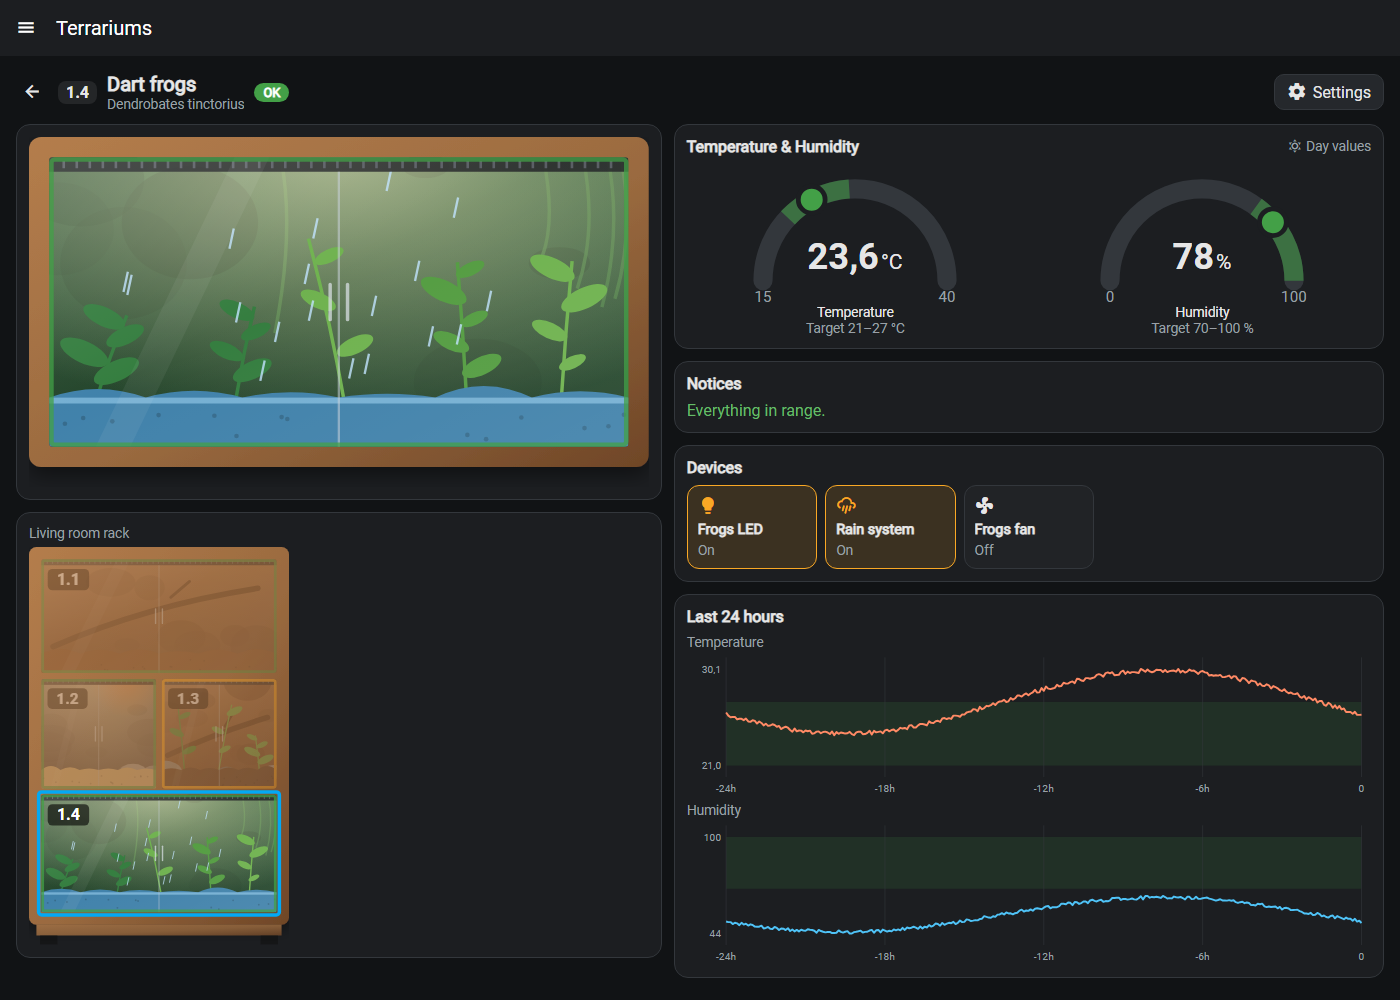 Terrariums
1.4
Dart frogs
Dendrobates tinctorius
OK
Settings
Living room rack
1.1
1.2
1.3
1.4
Temperature & Humidity
Day values
23,6 °C
15
40
Temperature
Target 21–27 °C
78 %
0
100
Humidity
Target 70–100 %
Notices
Everything in range.
Devices
Frogs LED
On
Rain system
On
Frogs fan
Off
Last 24 hours
Temperature
30,1
21,0
-24h
-18h
-12h
-6h
0
Humidity
100
44
-24h
-18h
-12h
-6h
0